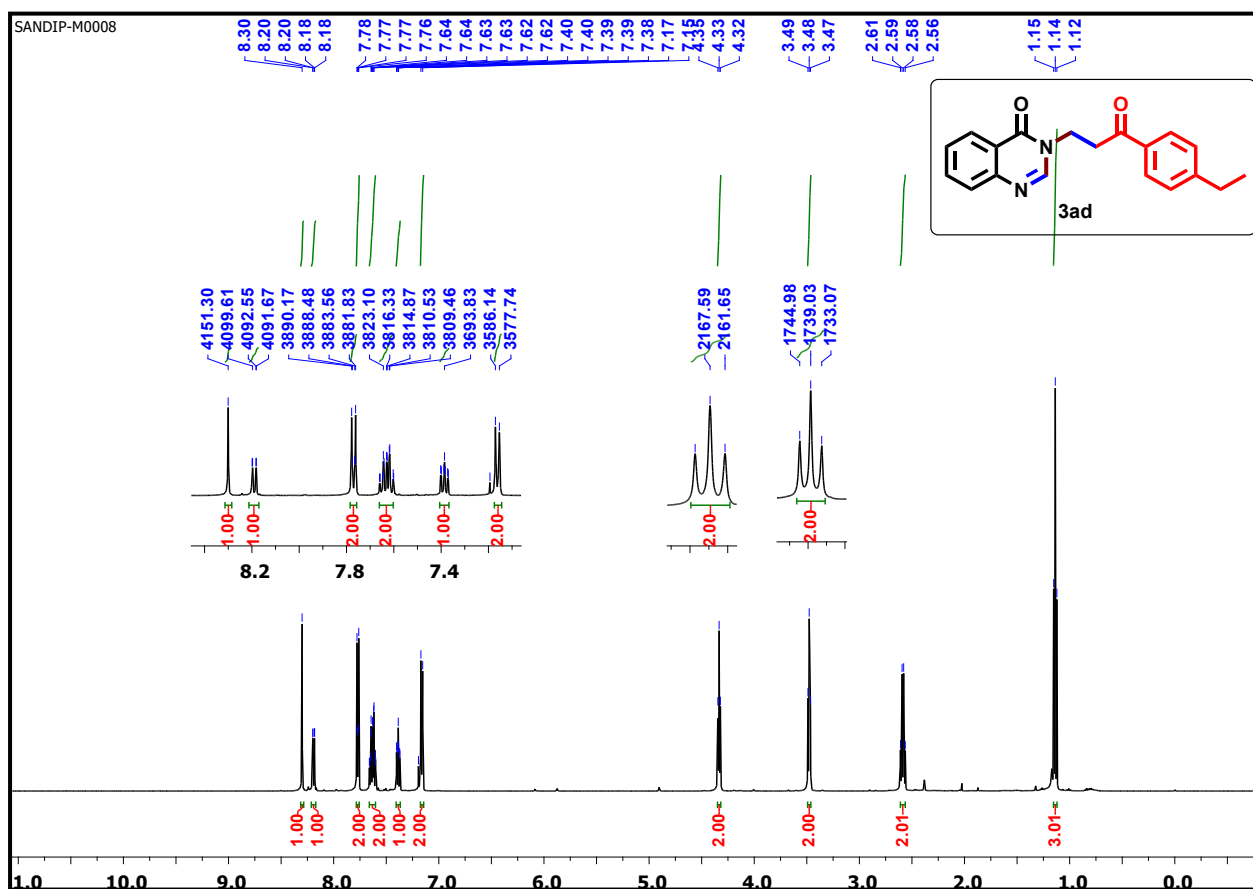 SANDIP-M0008
8.30 8.20 8.20 8.18 8.18 7.78 7.77 7.77 7.76 7.64 7.64 7.63 7.63 7.62 7.62 7.40 7.40 7.39 7.39 7.38 7.17 7.15 4.35 4.33 4.32 3.49 3.48 3.47 2.61 2.59 2.58 2.56 1.15 1.14 1.12
O O
N
N
3ad
4151.30 4099.61 4092.55 4091.67 3890.17 3888.48 3883.56 3881.83 3823.10 3816.33 3814.87 3810.53 3809.46 3693.83 3586.14 3577.74 2167.59 2161.65 1744.98 1739.03 1733.07
1.00 1.00 2.00 2.00 1.00 2.00 2.00 2.00
8.2 7.8 7.4
1.00 1.00 2.00 2.00 1.00 2.00 2.00 2.00 2.01 3.01
1.0 10.0 9.0 8.0 7.0 6.0 5.0 4.0 3.0 2.0 1.0 0.0